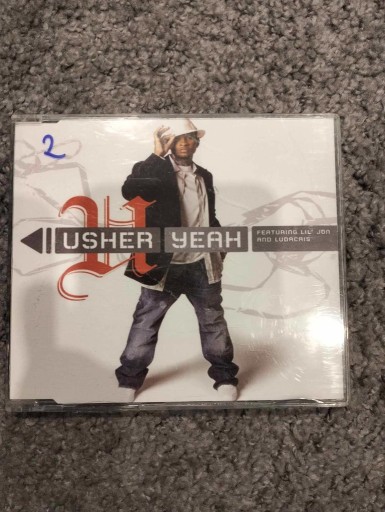 2
U
USHER YEAH
FEATURING LIL' JON
AND LUDACRIS